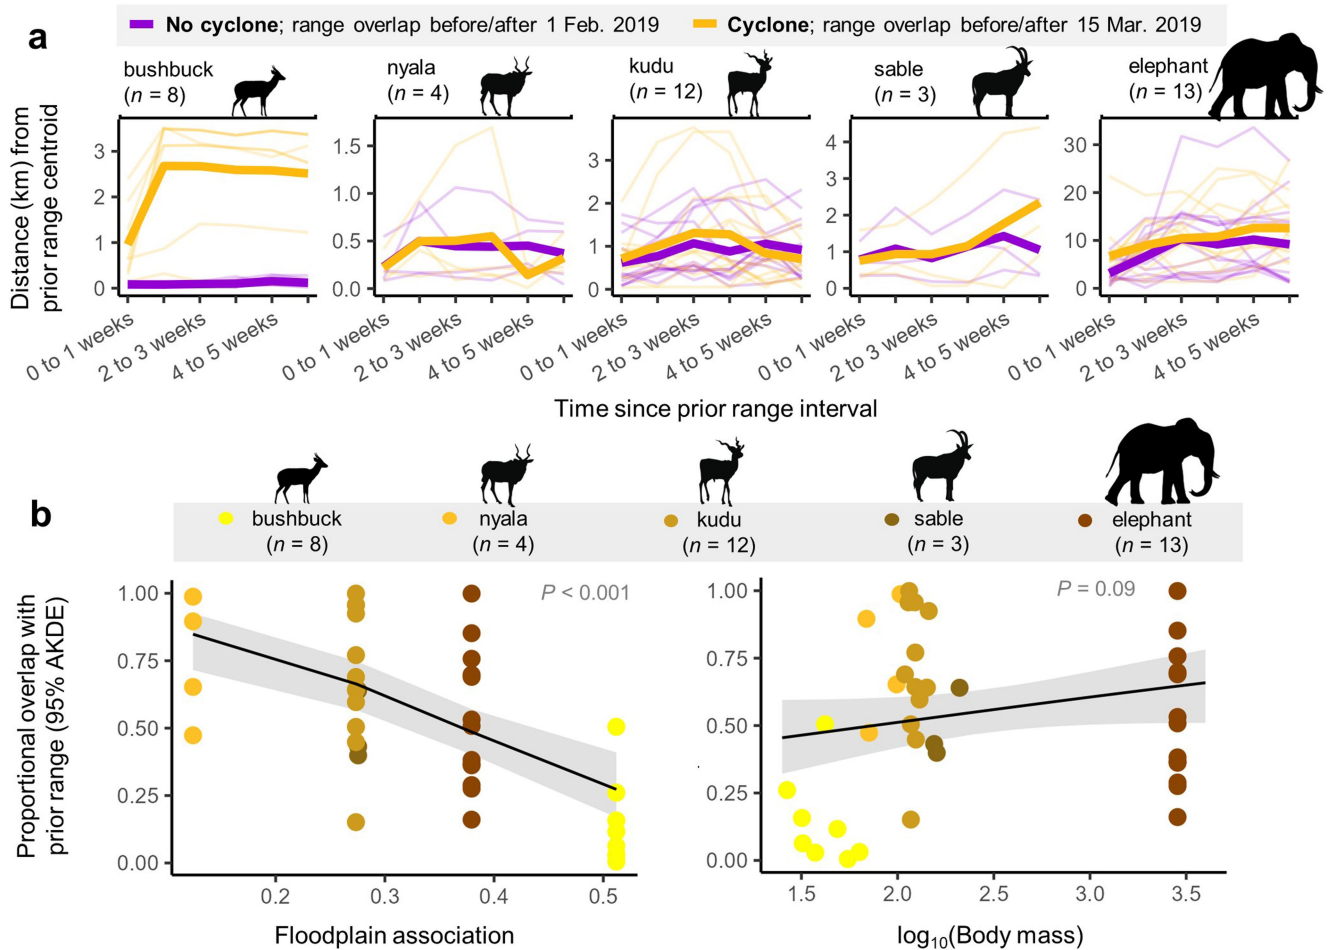 a
No cyclone; range overlap before/after 1 Feb. 2019
Cyclone; range overlap before/after 15 Mar. 2019
bushbuck
(n = 8)
nyala
(n = 4)
kudu
(n = 12)
sable
(n = 3)
elephant
(n = 13)
Distance (km) from
prior range centroid
3
2
1
0
1.5
1.0
0.5
0.0
3
2
1
0
4
3
2
1
0
30
20
10
0
0 to 1 weeks
2 to 3 weeks
4 to 5 weeks
0 to 1 weeks
2 to 3 weeks
4 to 5 weeks
0 to 1 weeks
2 to 3 weeks
4 to 5 weeks
0 to 1 weeks
2 to 3 weeks
4 to 5 weeks
0 to 1 weeks
2 to 3 weeks
4 to 5 weeks
Time since prior range interval
b
bushbuck
(n = 8)
nyala
(n = 4)
kudu
(n = 12)
sable
(n = 3)
elephant
(n = 13)
Proportional overlap with
prior range (95% AKDE)
1.00
0.75
0.50
0.25
0.00
P < 0.001
0.2
0.3
0.4
0.5
Floodplain association
1.00
0.75
0.50
0.25
0.00
P = 0.09
1.5
2.0
2.5
3.0
3.5
log10(Body mass)